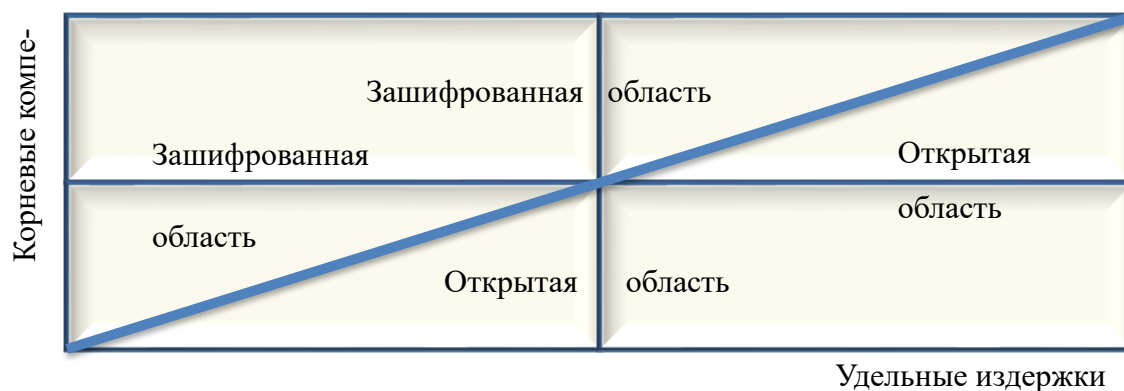 Корневые компе-
Зашифрованная область
Зашифрованная
Открытая
область
область
Открытая область
Удельные издержки